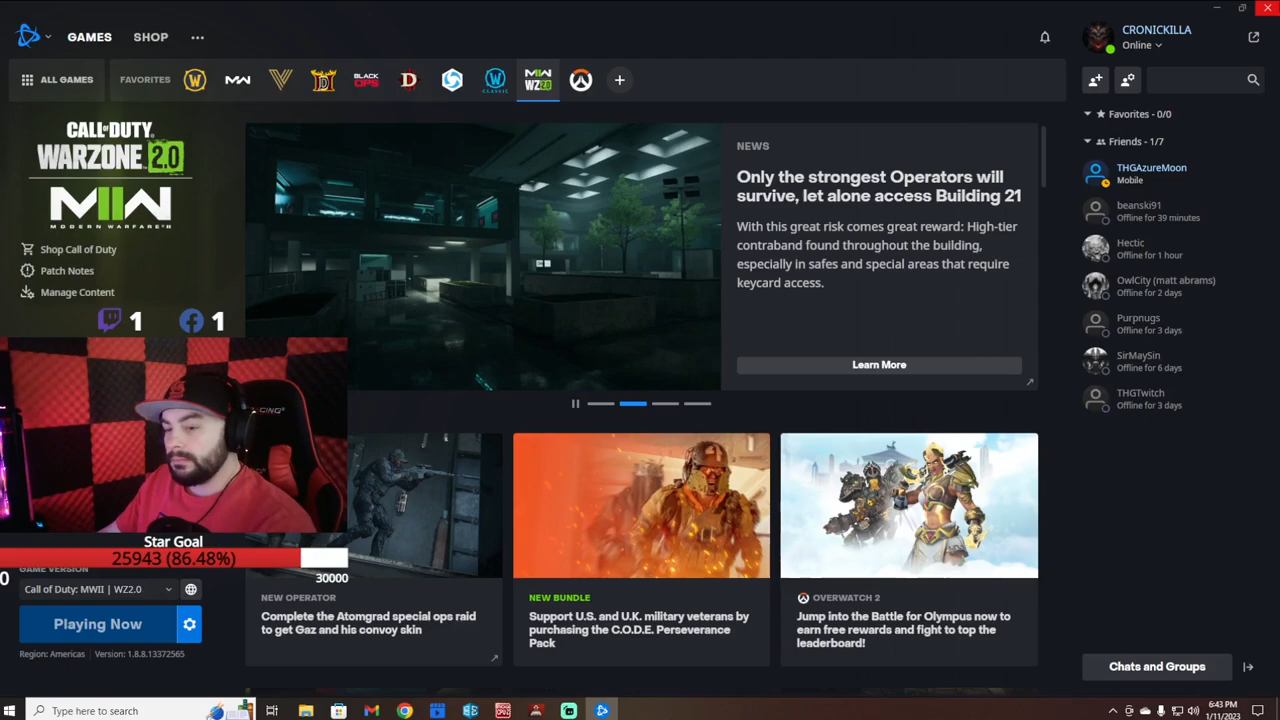 GAMES
SHOP
CRONICKILLA
Online
ALL GAMES
FAVORITES
BLACK OPS
CLASSIC
MW
WZ2.0
Favorites - 0/0
Friends - 1/7
THGAzureMoon
Mobile
beanski91
Offline for 39 minutes
Hectic
Offline for 1 hour
OwlCity (matt abrams)
Offline for 2 days
Purpnugs
Offline for 3 days
SirMaySin
Offline for 6 days
THGTwitch
Offline for 3 days
Chats and Groups
CALL OF DUTY
WARZONE 2.0
MWII
MODERN WARFARE II
Shop Call of Duty
Patch Notes
Manage Content
1
1
NEWS
Only the strongest Operators will
survive, let alone access Building 21
With this great risk comes great reward: High-tier
contraband found throughout the building,
especially in safes and special areas that require
keycard access.
Learn More
Star Goal
25943 (86.48%)
0
30000
GAME VERSION
Call of Duty: MWII | WZ2.0
Playing Now
Region: Americas
Version: 1.8.8.13372565
NEW OPERATOR
Complete the Atomgrad special ops raid
to get Gaz and his convoy skin
NEW BUNDLE
Support U.S. and U.K. military veterans by
purchasing the C.O.D.E. Perseverance
Pack
OVERWATCH 2
Jump into the Battle for Olympus now to
earn free rewards and fight to top the
leaderboard!
Type here to search
6:43 PM
1/11/2023